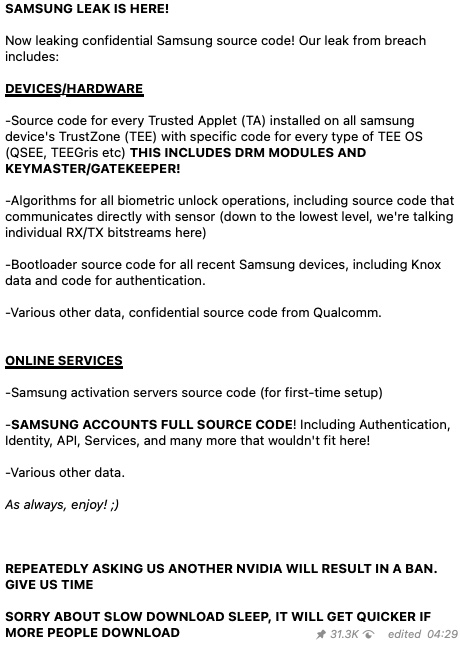 SAMSUNG LEAK IS HERE!
Now leaking confidential Samsung source code! Our leak from breach
includes:
DEVICES/HARDWARE
-Source code for every Trusted Applet (TA) installed on all samsung
device's TrustZone (TEE) with specific code for every type of TEE OS
(QSEE, TEEGris etc) THIS INCLUDES DRM MODULES AND
KEYMASTER/GATEKEEPER!
-Algorithms for all biometric unlock operations, including source code that
communicates directly with sensor (down to the lowest level, we're talking
individual RX/TX bitstreams here)
-Bootloader source code for all recent Samsung devices, including Knox
data and code for authentication.
-Various other data, confidential source code from Qualcomm.
ONLINE SERVICES
-Samsung activation servers source code (for first-time setup)
-SAMSUNG ACCOUNTS FULL SOURCE CODE! Including Authentication,
Identity, API, Services, and many more that wouldn't fit here!
-Various other data.
As always, enjoy! ;)
REPEATEDLY ASKING US ANOTHER NVIDIA WILL RESULT IN A BAN.
GIVE US TIME
SORRY ABOUT SLOW DOWNLOAD SLEEP, IT WILL GET QUICKER IF
MORE PEOPLE DOWNLOAD
31.3K edited 04:29